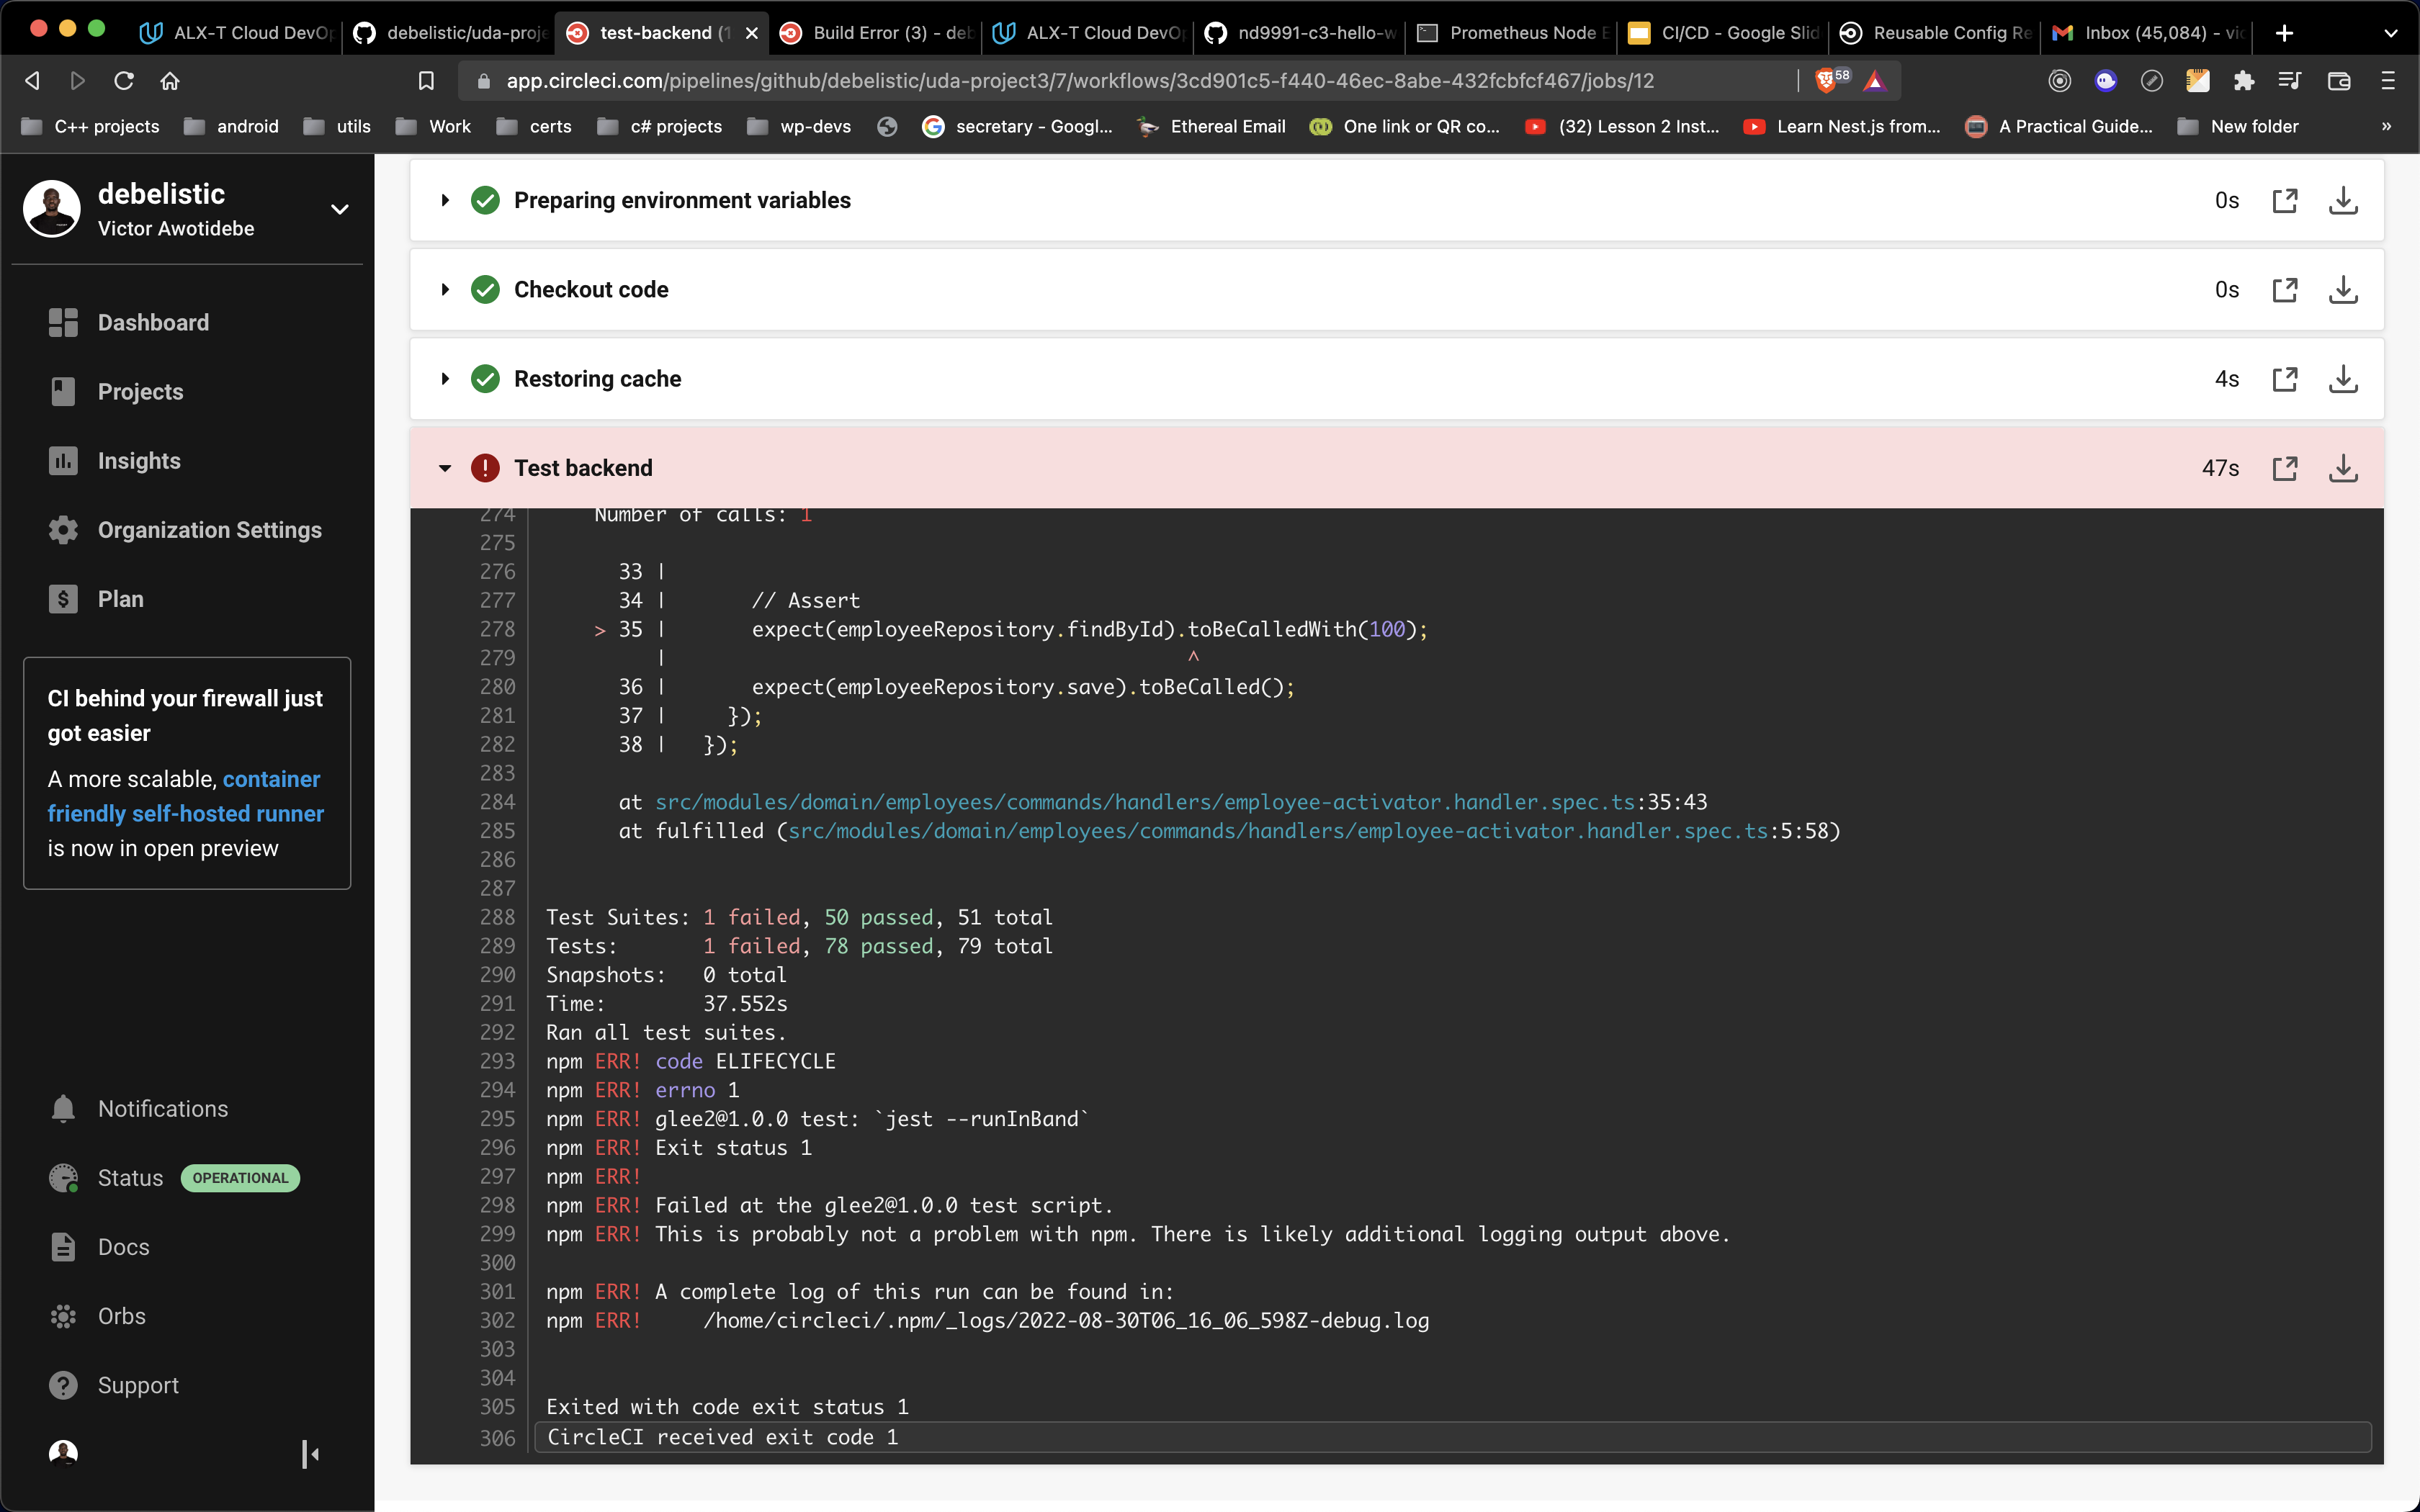 ALX-T Cloud DevOp
debelistic/uda-proje
test-backend (1
Build Error (3) - deb
ALX-T Cloud DevOp
nd9991-c3-hello-w
Prometheus Node E
CI/CD - Google Slid
Reusable Config Re
Inbox (45,084) - vic
app.circleci.com/pipelines/github/debelistic/uda-project3/7/workflows/3cd901c5-f440-46ec-8abe-432fcbfcf467/jobs/12
58
C++ projects
android
utils
Work
certs
c# projects
wp-devs
secretary - Googl...
Ethereal Email
One link or QR co...
(32) Lesson 2 Inst...
Learn Nest.js from...
A Practical Guide...
New folder
»
debelistic
Victor Awotidebe
Dashboard
Projects
Insights
Organization Settings
Plan
CI behind your firewall just
got easier
A more scalable, container
friendly self-hosted runner
is now in open preview
Notifications
Status OPERATIONAL
Docs
Orbs
Support
Preparing environment variables 0s
Checkout code 0s
Restoring cache 4s
Test backend 47s
274 Number of calls: 1
275
276 33 |
277 34 | // Assert
278 > 35 | expect(employeeRepository.findById).toBeCalledWith(100);
279 | ^
280 36 | expect(employeeRepository.save).toBeCalled();
281 37 | });
282 38 | });
283
284 at src/modules/domain/employees/commands/handlers/employee-activator.handler.spec.ts:35:43
285 at fulfilled (src/modules/domain/employees/commands/handlers/employee-activator.handler.spec.ts:5:58)
286
287
288 Test Suites: 1 failed, 50 passed, 51 total
289 Tests: 1 failed, 78 passed, 79 total
290 Snapshots: 0 total
291 Time: 37.552s
292 Ran all test suites.
293 npm ERR! code ELIFECYCLE
294 npm ERR! errno 1
295 npm ERR! glee2@1.0.0 test: `jest --runInBand`
296 npm ERR! Exit status 1
297 npm ERR!
298 npm ERR! Failed at the glee2@1.0.0 test script.
299 npm ERR! This is probably not a problem with npm. There is likely additional logging output above.
300
301 npm ERR! A complete log of this run can be found in:
302 npm ERR! /home/circleci/.npm/_logs/2022-08-30T06_16_06_598Z-debug.log
303
304
305 Exited with code exit status 1
306 CircleCI received exit code 1